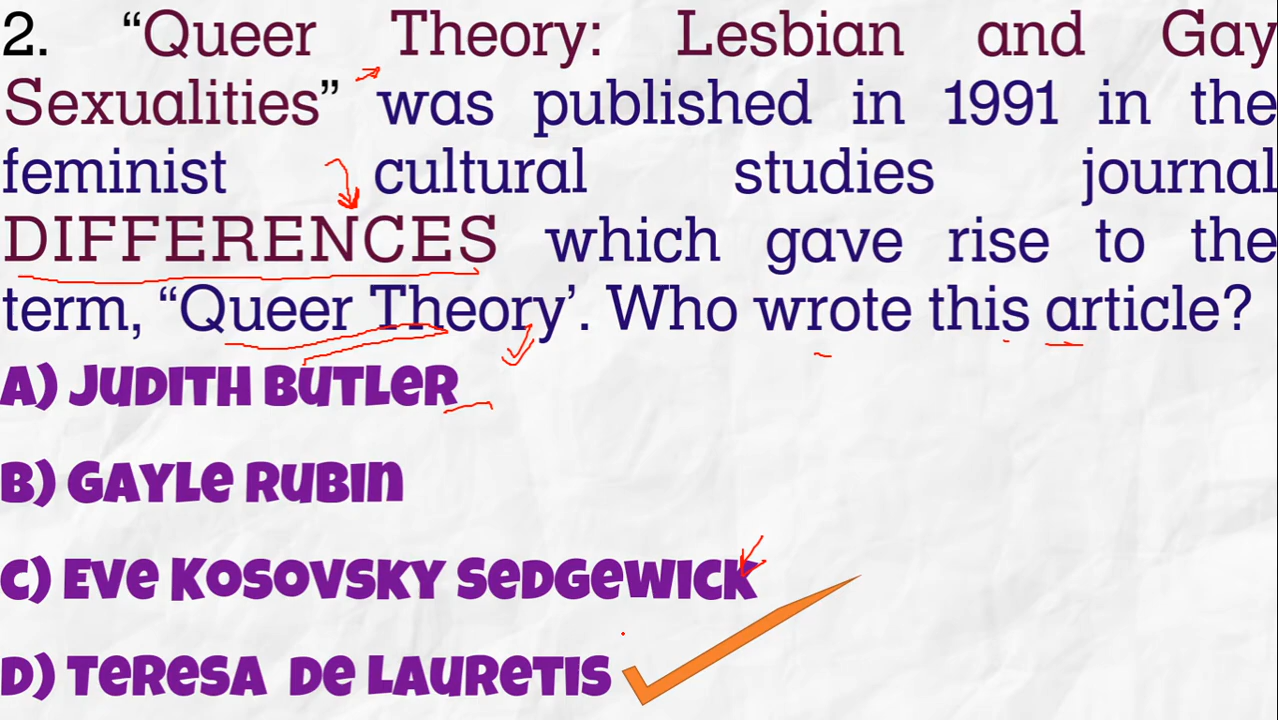 2. “Queer Theory: Lesbian and Gay
Sexualities” was published in 1991 in the
feminist cultural studies journal
DIFFERENCES which gave rise to the
term, “Queer Theory’. Who wrote this article?
A) JUDITH BUTLER
B) GAYLE RUBIN
C) EVE KOSOVSKY SEDGEWICK
D) TERESA DE LAURETIS